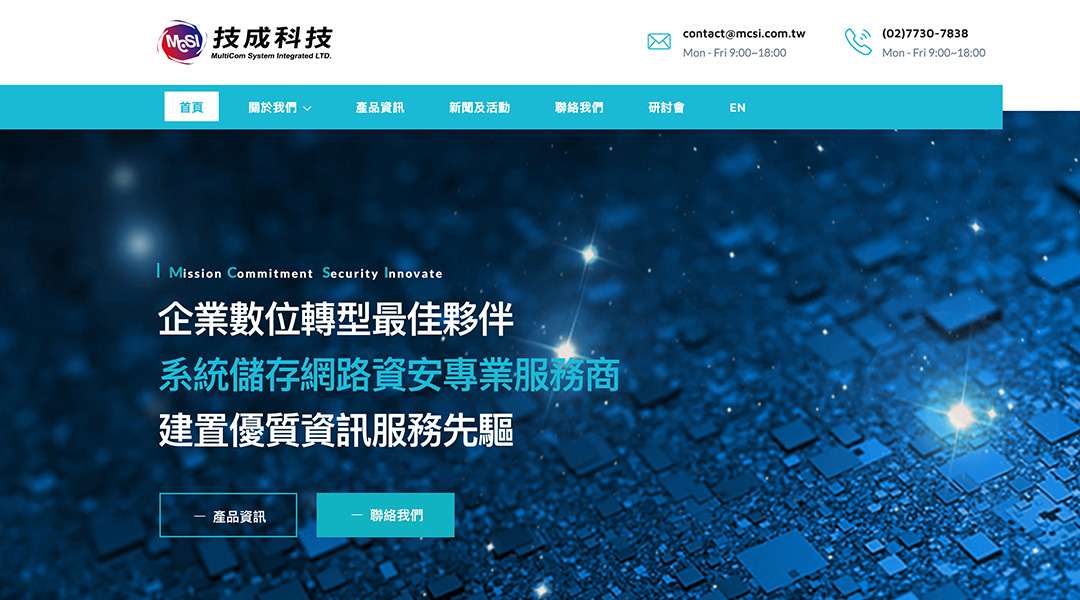 McSI 技成科技
MultiCom System Integrated LTD.
contact@mcsi.com.tw
Mon - Fri 9:00~18:00
(02)7730-7838
Mon - Fri 9:00~18:00
首頁 關於我們 產品資訊 新聞及活動 聯絡我們 研討會 EN
Mission Commitment Security Innovate
企業數位轉型最佳夥伴
系統儲存網路資安專業服務商
建置優質資訊服務先驅
— 產品資訊
— 聯絡我們